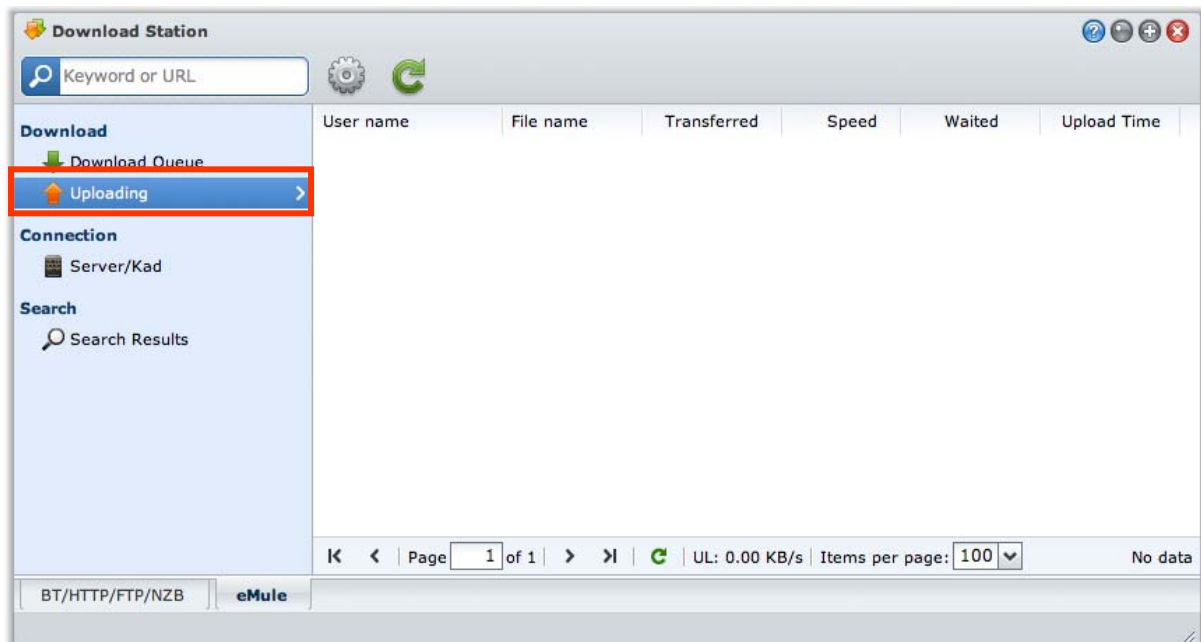 Download Station
Keyword or URL
Download
Download Queue
Uploading
Connection
Server/Kad
Search
Search Results
User name File name Transferred Speed Waited Upload Time
Page 1 of 1 UL: 0.00 KB/s Items per page: 100 No data
BT/HTTP/FTP/NZB eMule